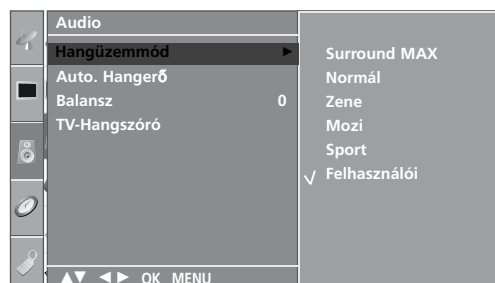 Audio
Hangüzemmód ►
Auto. Hangerő
Balansz 0
TV-Hangszóró
▲▼ ◄► OK MENU
Surround MAX
Normál
Zene
Mozi
Sport
√ Felhasználói